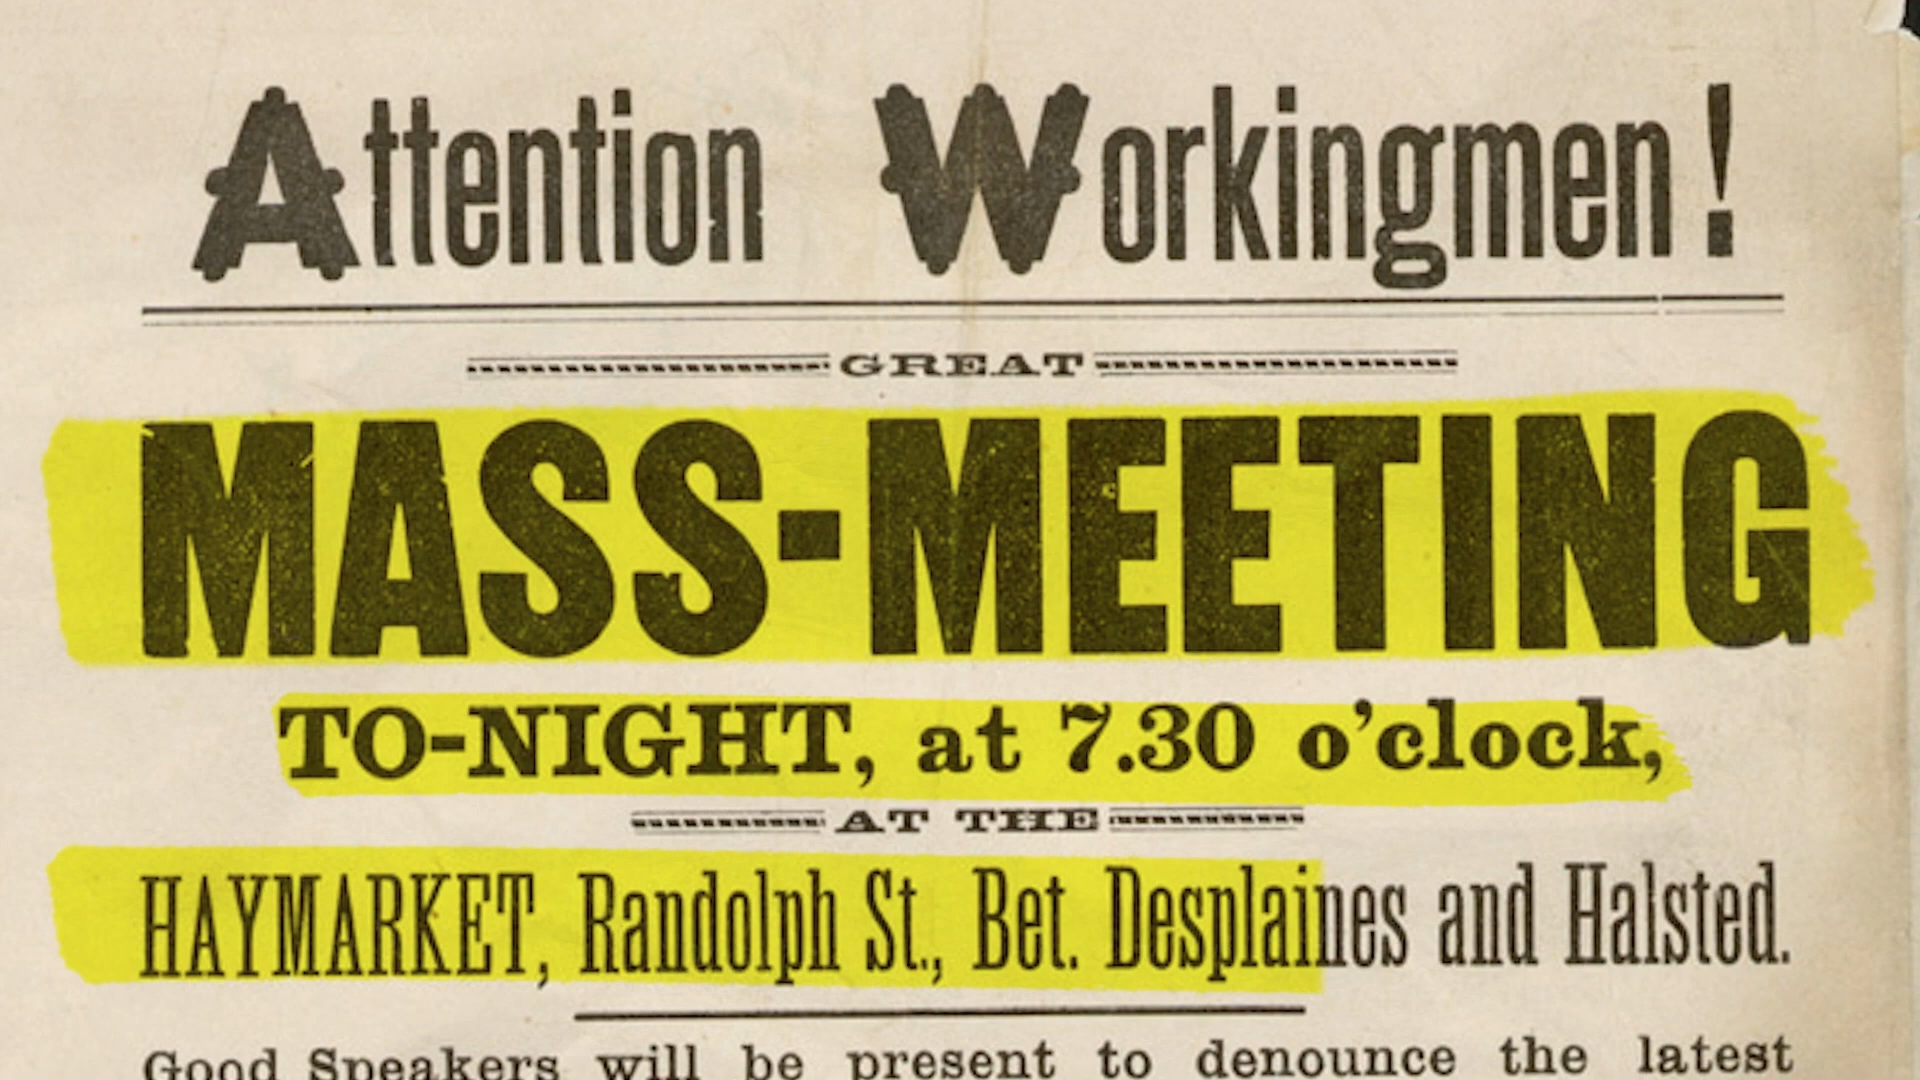 Attention Workingmen!
GREAT
MASS-MEETING
TO-NIGHT, at 7.30 o'clock,
AT THE
HAYMARKET, Randolph St., Bet. Desplaines and Halsted.
Good Speakers will be present to denounce the latest